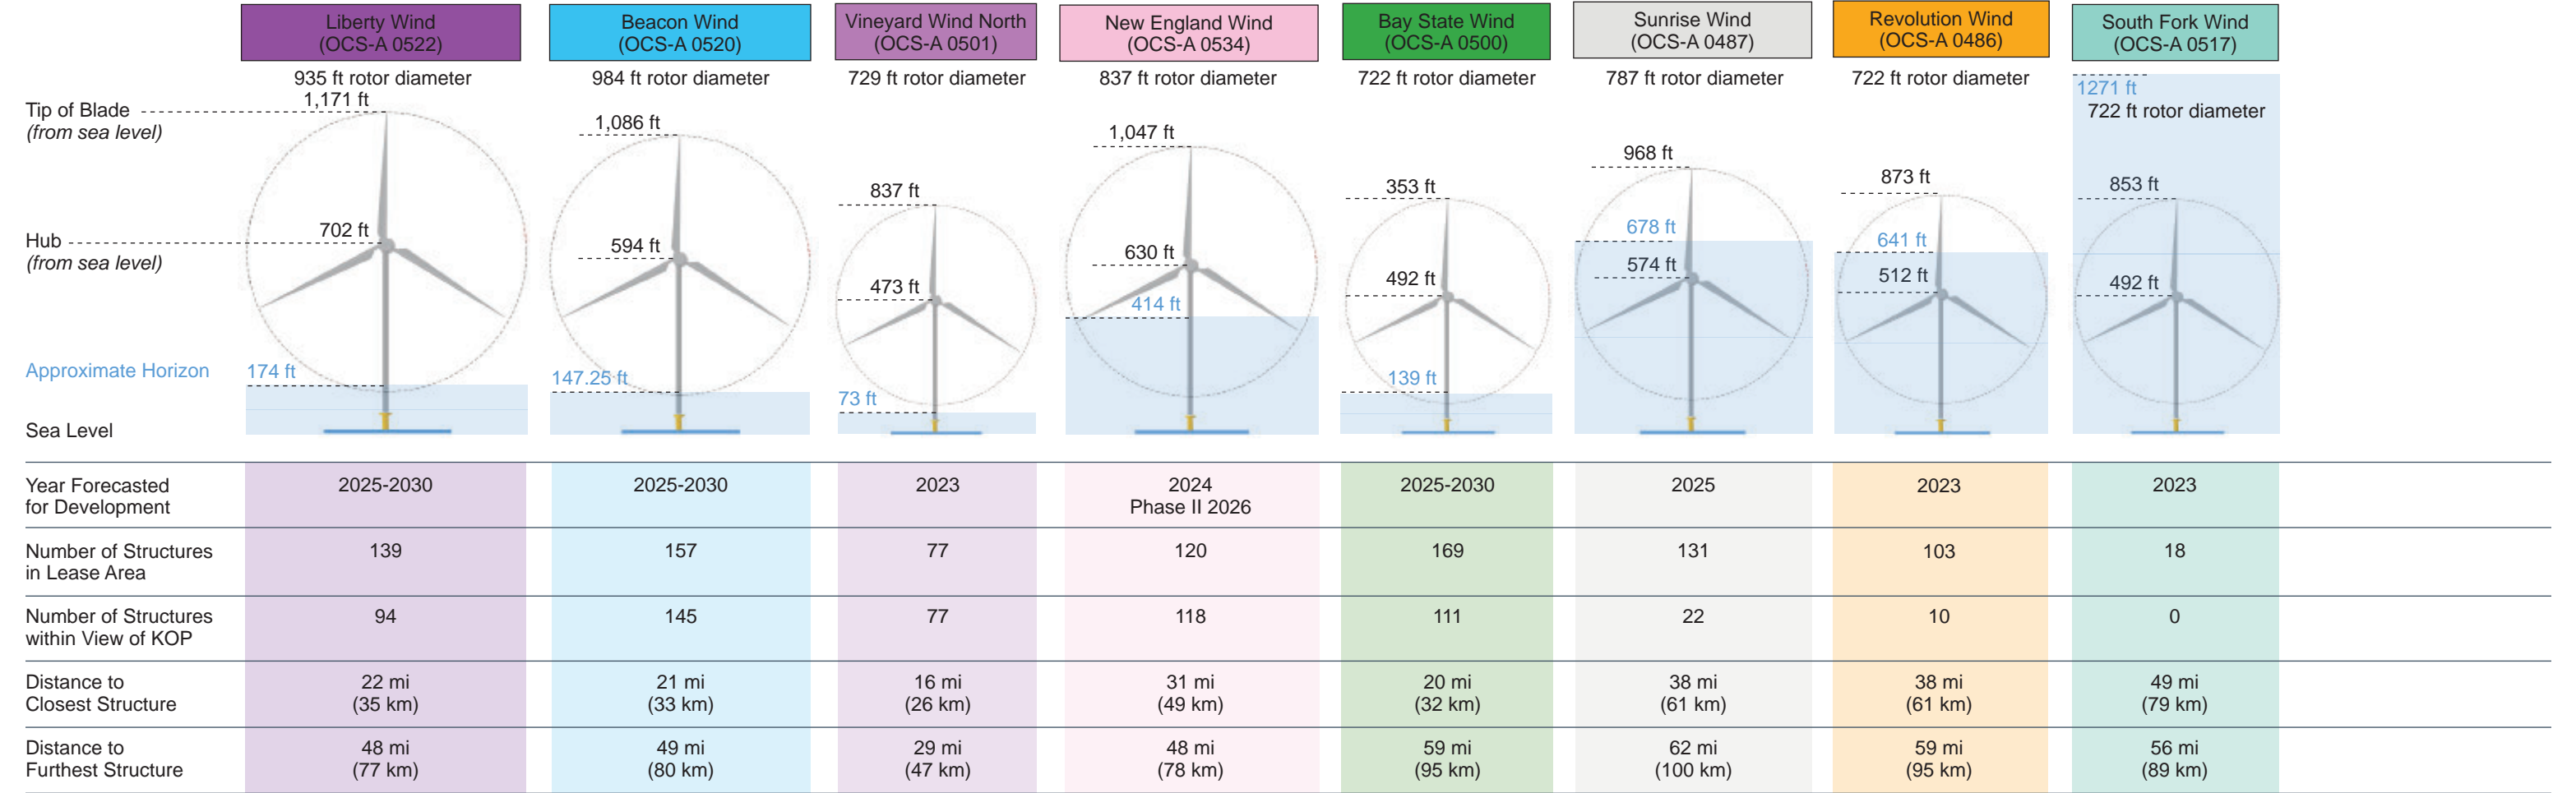 Liberty Wind
(OCS-A 0522)
Beacon Wind
(OCS-A 0520)
Vineyard Wind North
(OCS-A 0501)
New England Wind
(OCS-A 0534)
Bay State Wind
(OCS-A 0500)
Sunrise Wind
(OCS-A 0487)
Revolution Wind
(OCS-A 0486)
South Fork Wind
(OCS-A 0517)
935 ft rotor diameter
984 ft rotor diameter
729 ft rotor diameter
837 ft rotor diameter
722 ft rotor diameter
787 ft rotor diameter
722 ft rotor diameter
1271 ft
722 ft rotor diameter
Tip of Blade
(from sea level)
1,171 ft
1,086 ft
837 ft
1,047 ft
353 ft
968 ft
873 ft
853 ft
Hub
(from sea level)
702 ft
594 ft
473 ft
630 ft
492 ft
574 ft
512 ft
492 ft
Approximate Horizon
174 ft
147.25 ft
73 ft
414 ft
139 ft
678 ft
641 ft
Sea Level
Year Forecasted
for Development
2025-2030
2025-2030
2023
2024
Phase II 2026
2025-2030
2025
2023
2023
Number of Structures
in Lease Area
139
157
77
120
169
131
103
18
Number of Structures
within View of KOP
94
145
77
118
111
22
10
0
Distance to
Closest Structure
22 mi
(35 km)
21 mi
(33 km)
16 mi
(26 km)
31 mi
(49 km)
20 mi
(32 km)
38 mi
(61 km)
38 mi
(61 km)
49 mi
(79 km)
Distance to
Furthest Structure
48 mi
(77 km)
49 mi
(80 km)
29 mi
(47 km)
48 mi
(78 km)
59 mi
(95 km)
62 mi
(100 km)
59 mi
(95 km)
56 mi
(89 km)